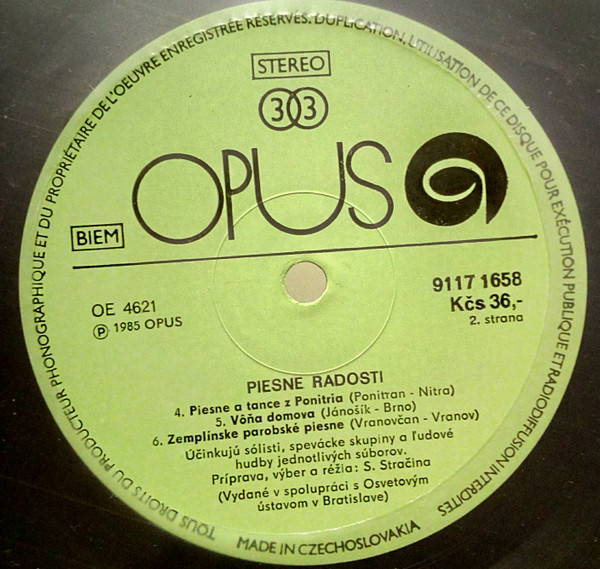 TOUS DROITS DU PRODUCTEUR PHONOGRAPHIQUE ET DU PROPRIÉTAIRE DE L'OEUVRE ENREGISTRÉE RÉSERVÉS. DUPLICATION, UTILISATION DE CE DISQUE POUR EXÉCUTION PUBLIQUE ET RADIODIFFUSION INTERDITES
STEREO
33
OPUS
BIEM
OE 4621
Ⓟ 1985 OPUS
9117 1658
Kčs 36,-
2. strana
PIESNE RADOSTI
4. Piesne a tance z Ponitria (Ponitran - Nitra)
5. Vôňa domova (Jánošík - Brno)
6. Zemplínske parobské piesne (Vranovčan - Vranov)
Účinkujú sólisti, spevácke skupiny a ľudové
hudby jednotlivých súborov.
Príprava, výber a réžia: S. Stračina
(Vydané v spolupráci s Osvetovým
ústavom v Bratislave)
MADE IN CZECHOSLOVAKIA